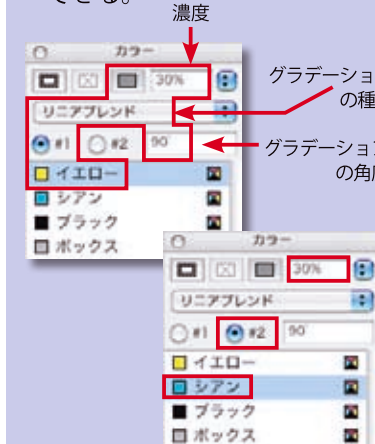 できる。
濃度
カラー
30%
グラデーショ
の種
リニアブレンド
#1 #2 90°
グラデーション
の角度
イエロー
シアン
ブラック
ボックス
カラー
30%
リニアブレンド
#1 #2 90°
イエロー
シアン
ブラック
ボックス